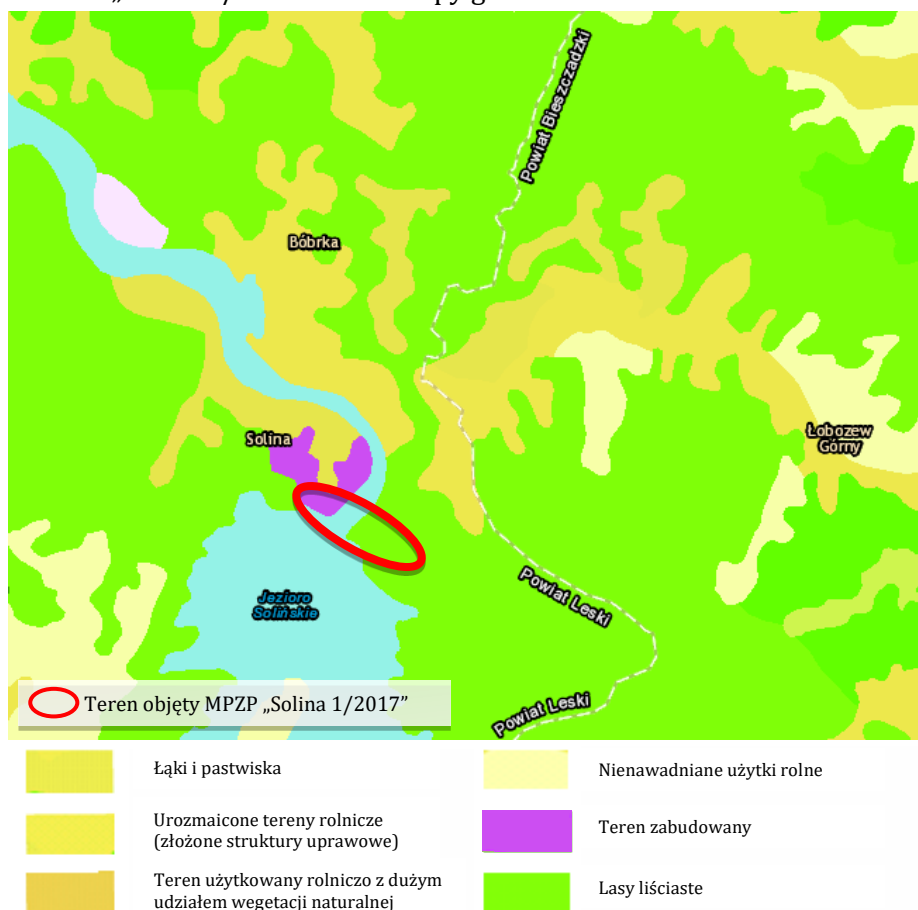 Powiat Bieszczadzki
Bóbrka
Solina
Łobozew
Górny
Powiat Leski
Jezioro
Solińskie
Powiat Leski
Teren objęty MPZP „Solina 1/2017”
Łąki i pastwiska
Nienawadniane użytki rolne
Urozmaicone tereny rolnicze
(złożone struktury uprawowe)
Teren zabudowany
Teren użytkowany rolniczo z dużym
udziałem wegetacji naturalnej
Lasy liściaste